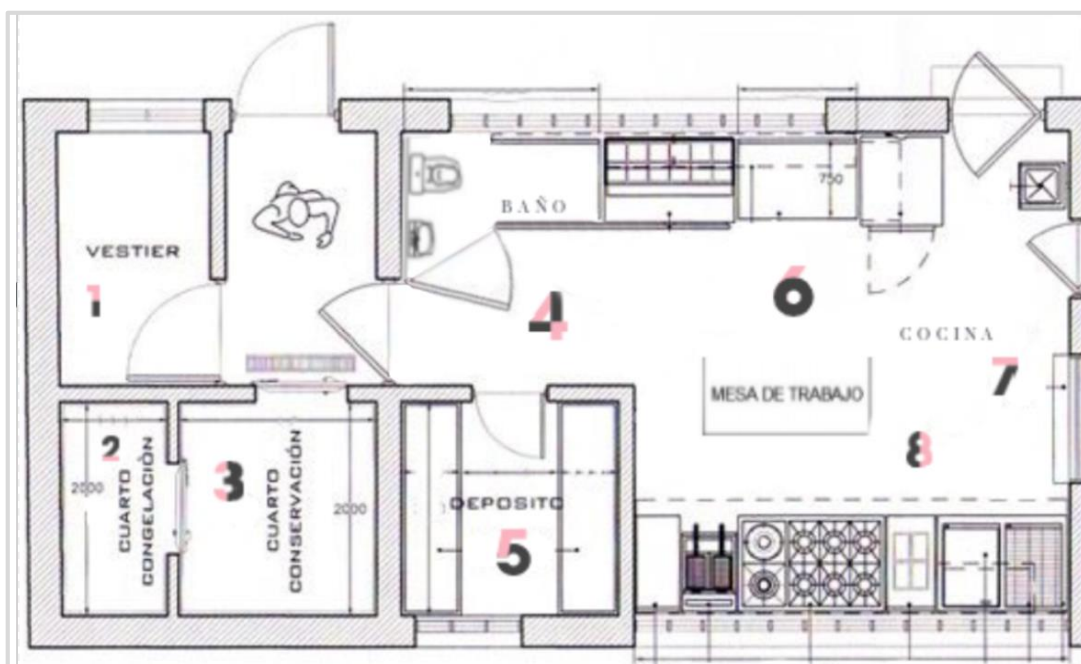 VESTIER
1
BAÑO
750
4
6
COCINA
7
MESA DE TRABAJO
8
2
CUARTO
CONGELACIÓN
2000
3
CUARTO
CONSERVACIÓN
2000
DEPOSITO
5